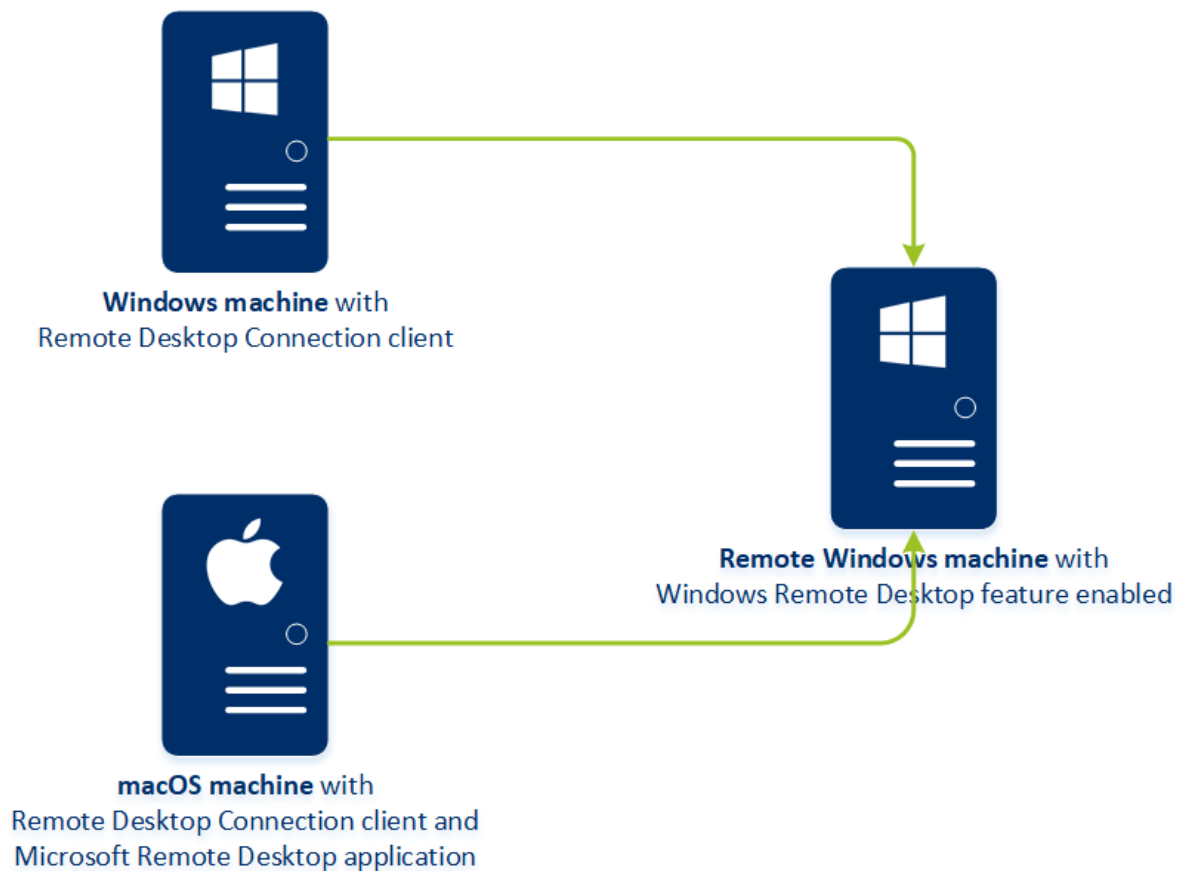 Windows machine with
Remote Desktop Connection client
Remote Windows machine with
Windows Remote Desktop feature enabled
macOS machine with
Remote Desktop Connection client and
Microsoft Remote Desktop application